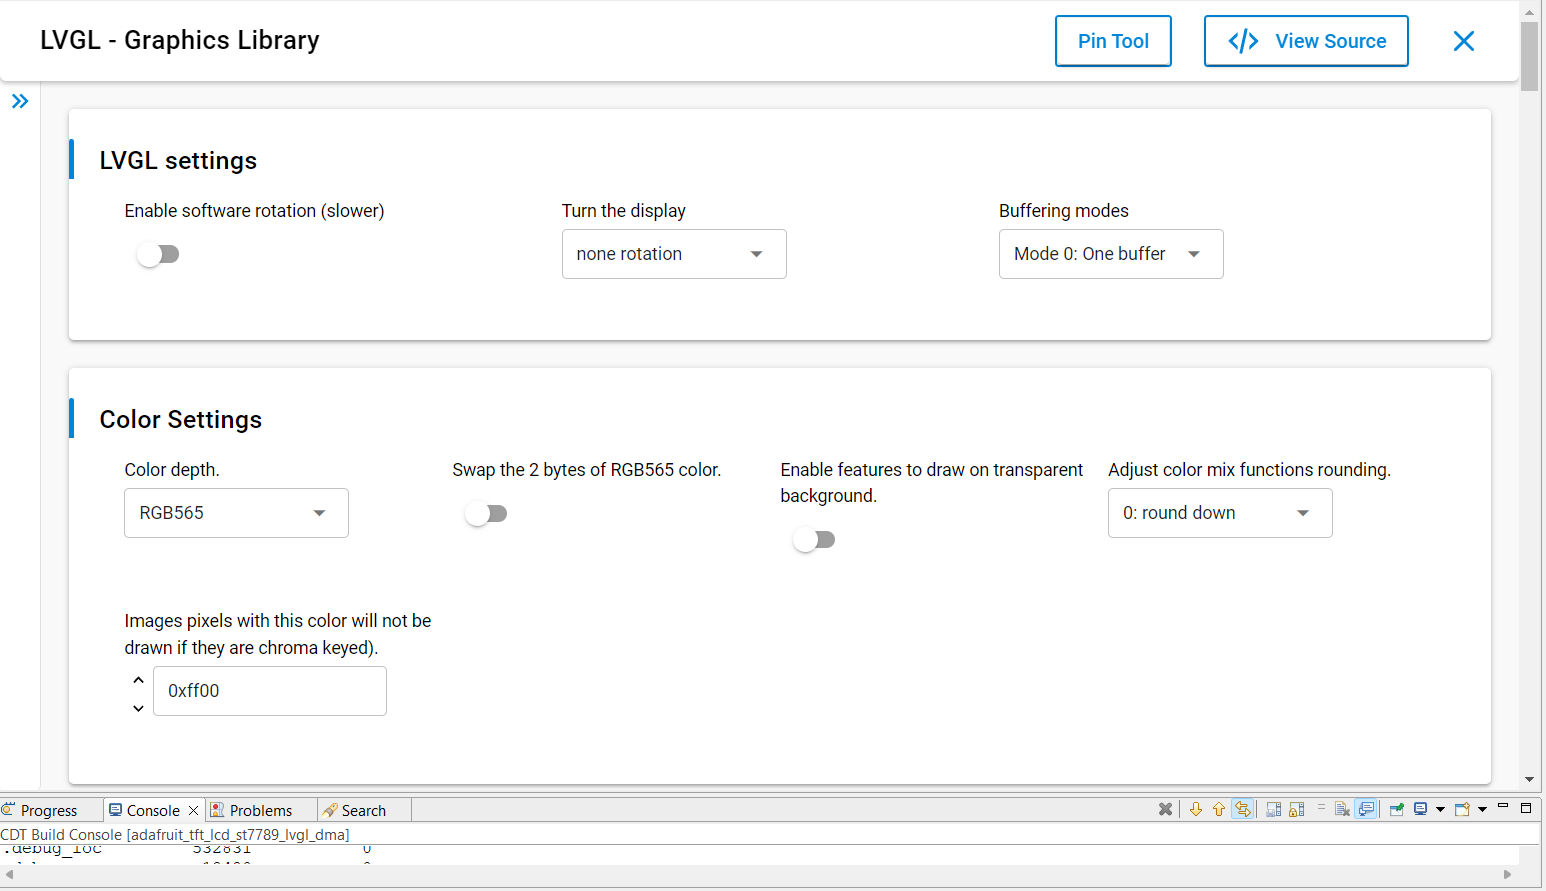 LVGL - Graphics Library
Pin Tool
View Source
LVGL settings
Enable software rotation (slower)
Turn the display
Buffering modes
none rotation
Mode 0: One buffer
Color Settings
Color depth.
Swap the 2 bytes of RGB565 color.
Enable features to draw on transparent
background.
Adjust color mix functions rounding.
RGB565
0: round down
Images pixels with this color will not be
drawn if they are chroma keyed).
0xff00
Progress
Console
Problems
Search
CDT Build Console [adafruit_tft_lcd_st7789_lvgl_dma]
.debug_loc 532831 0